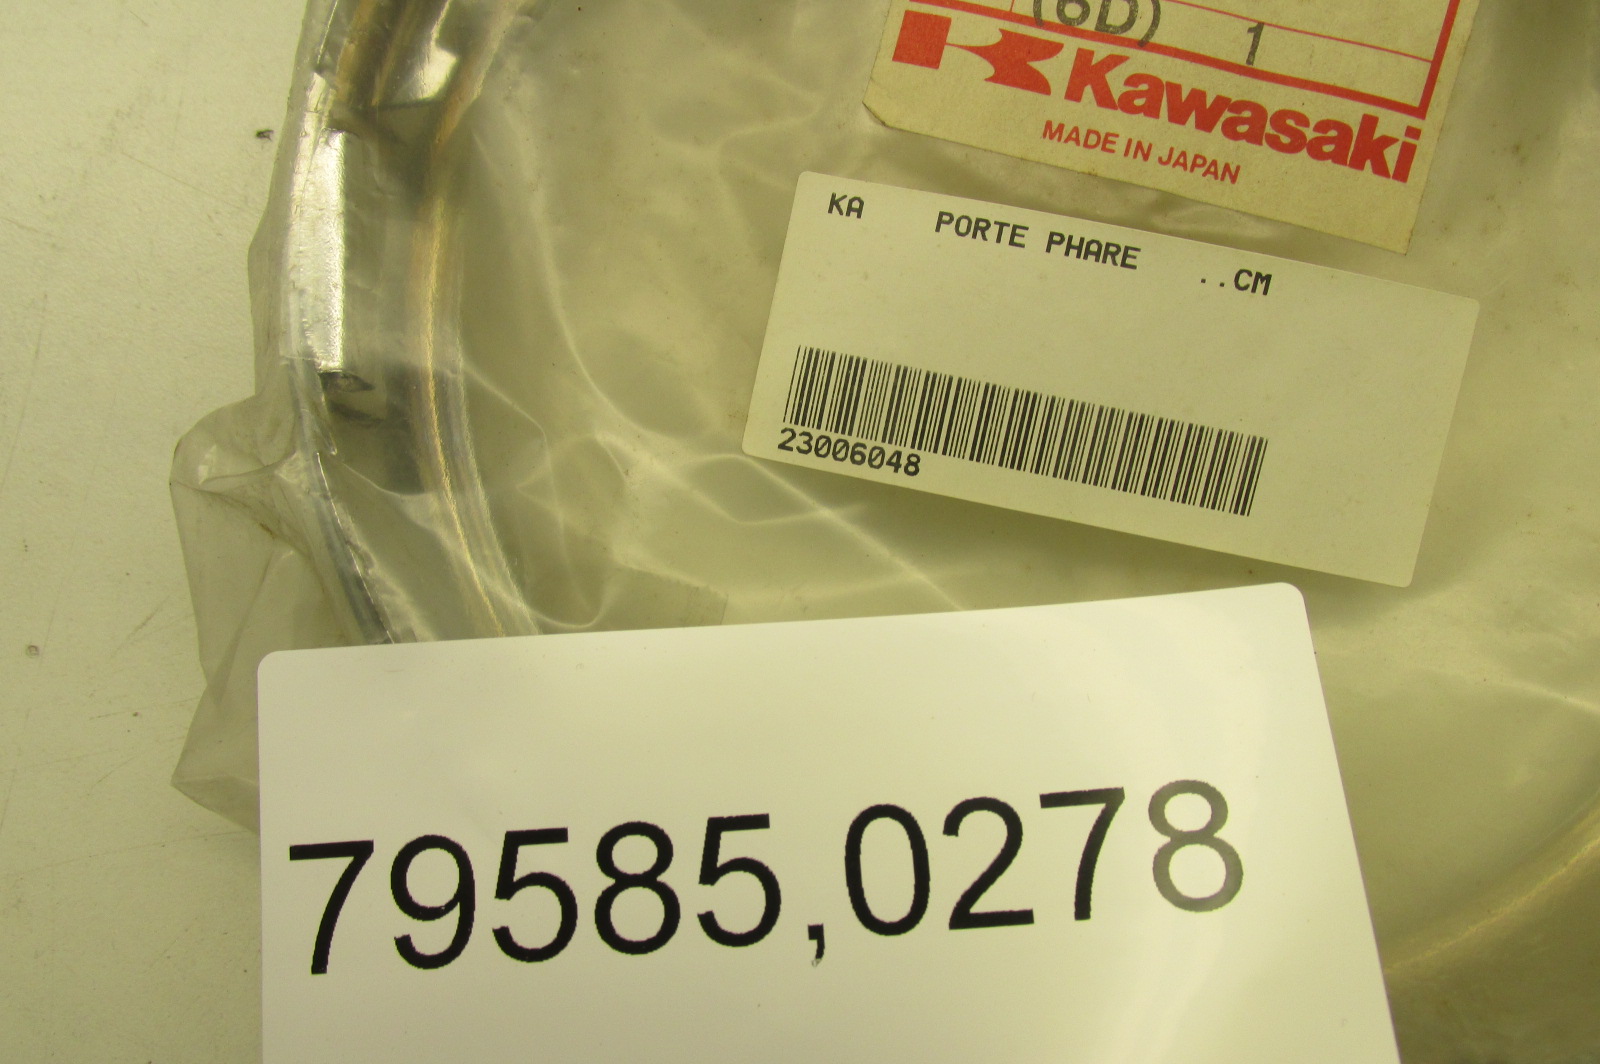 (6D) 1
Kawasaki
MADE IN JAPAN
KA PORTE PHARE ..CM
23006048
79585,0278